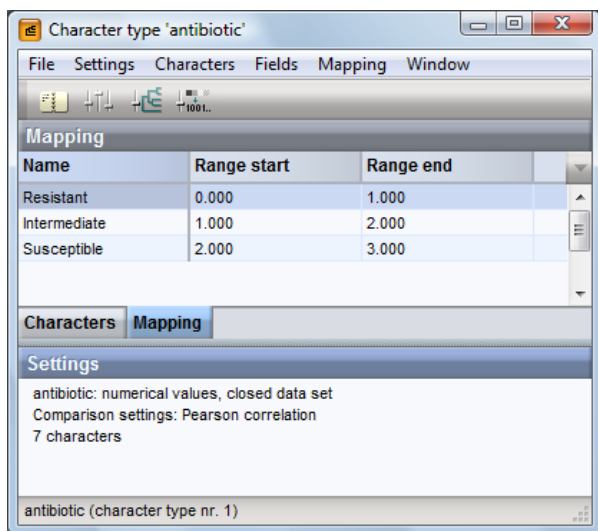 Character type 'antibiotic'
File Settings Characters Fields Mapping Window
1001..
Mapping
Name Range start Range end
Resistant 0.000 1.000
Intermediate 1.000 2.000
Susceptible 2.000 3.000
Characters Mapping
Settings
antibiotic: numerical values, closed data set
Comparison settings: Pearson correlation
7 characters
antibiotic (character type nr. 1)